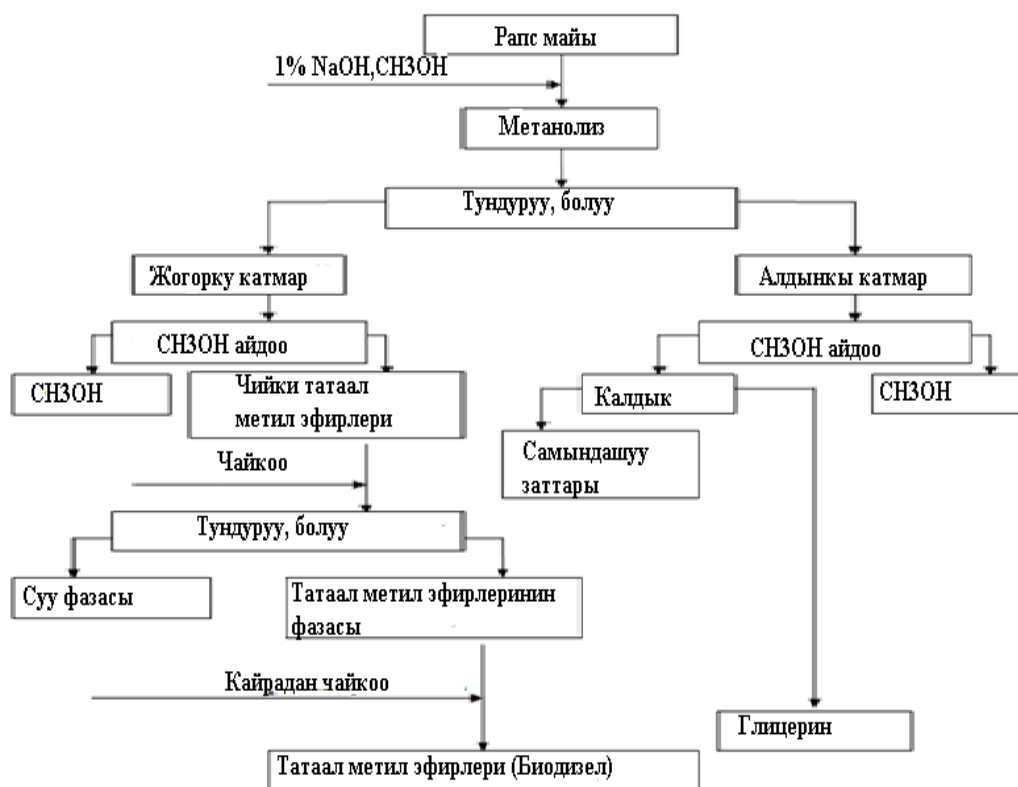 Рапс майы
1% NaOH,CH3OH
Метанолиз
Тундуруу, болуу
Жогорку катмар
Алдынкы катмар
CH3OH айдоо
CH3OH айдоо
CH3OH
Чийки татаал
метил эфирлери
Калдык
CH3OH
Самындашуу
заттары
Чайкоо
Тундуруу, болуу
Суу фазасы
Татаал метил эфирлеринин
фазасы
Кайрадан чайкоо
Глицерин
Татаал метил эфирлери (Биодизел)